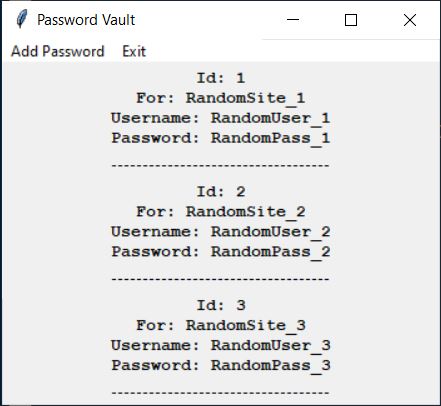 Password Vault
Add Password Exit
Id: 1
For: RandomSite_1
Username: RandomUser_1
Password: RandomPass_1
-----------------------------------
Id: 2
For: RandomSite_2
Username: RandomUser_2
Password: RandomPass_2
-----------------------------------
Id: 3
For: RandomSite_3
Username: RandomUser_3
Password: RandomPass_3
-----------------------------------